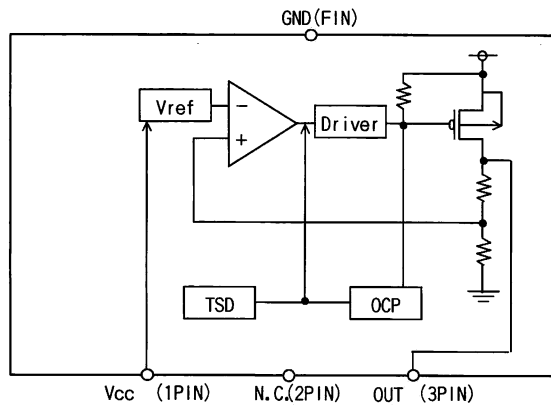 GND(FIN)
Vref
−
+
Driver
TSD
OCP
Vcc (1PIN)
N.C.(2PIN)
OUT (3PIN)